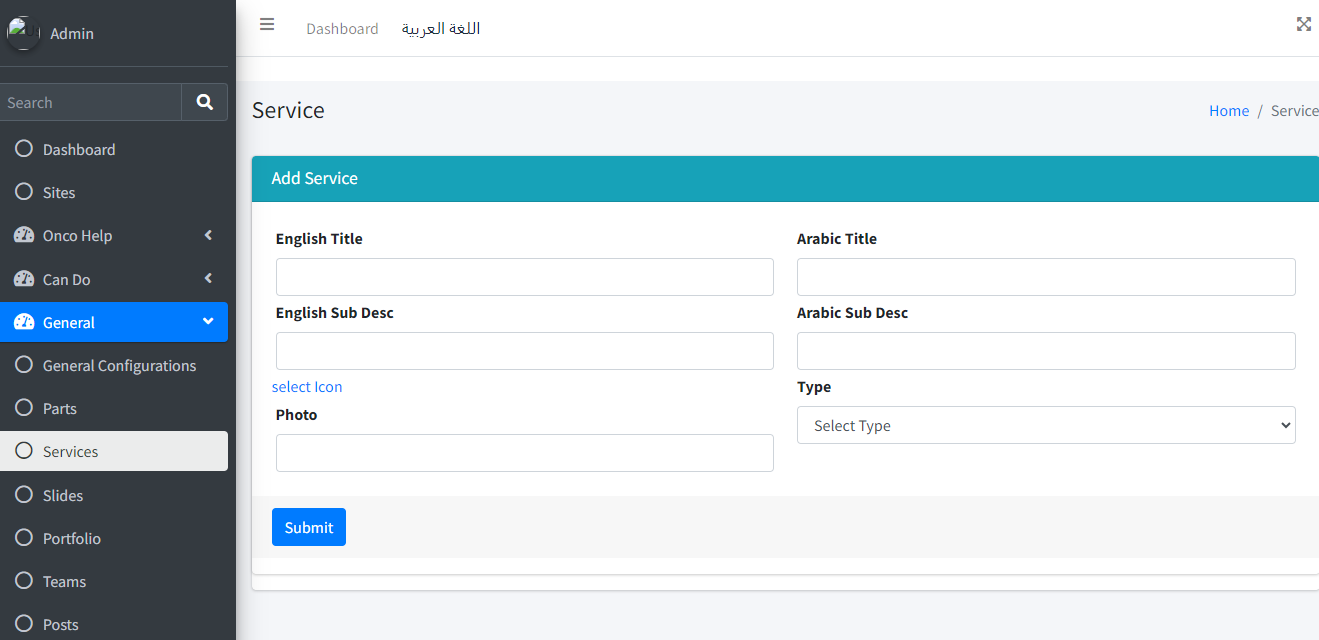 Admin
Search
Dashboard
Sites
Onco Help
Can Do
General
General Configurations
Parts
Services
Slides
Portfolio
Teams
Posts
Dashboard اللغة العربية
Service
Home / Service
Add Service
English Title
Arabic Title
English Sub Desc
Arabic Sub Desc
select Icon
Type
Select Type
Photo
Submit